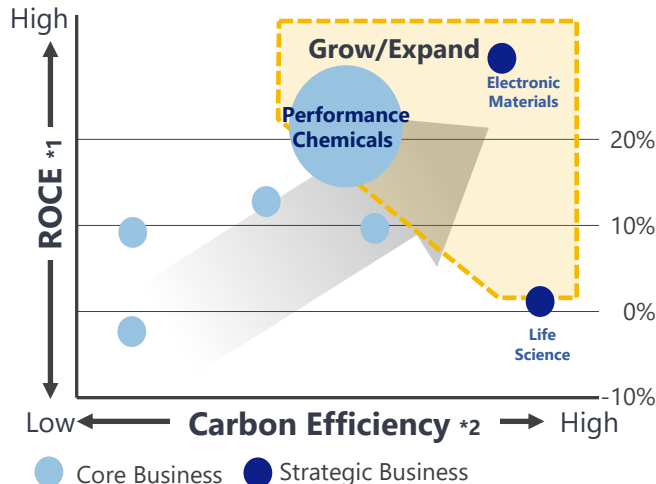 High
Grow/Expand
Electronic
Materials
Performance
Chemicals
20%
ROCE *1
10%
0%
Life
Science
-10%
Low
Carbon Efficiency *2
High
Core Business
Strategic Business